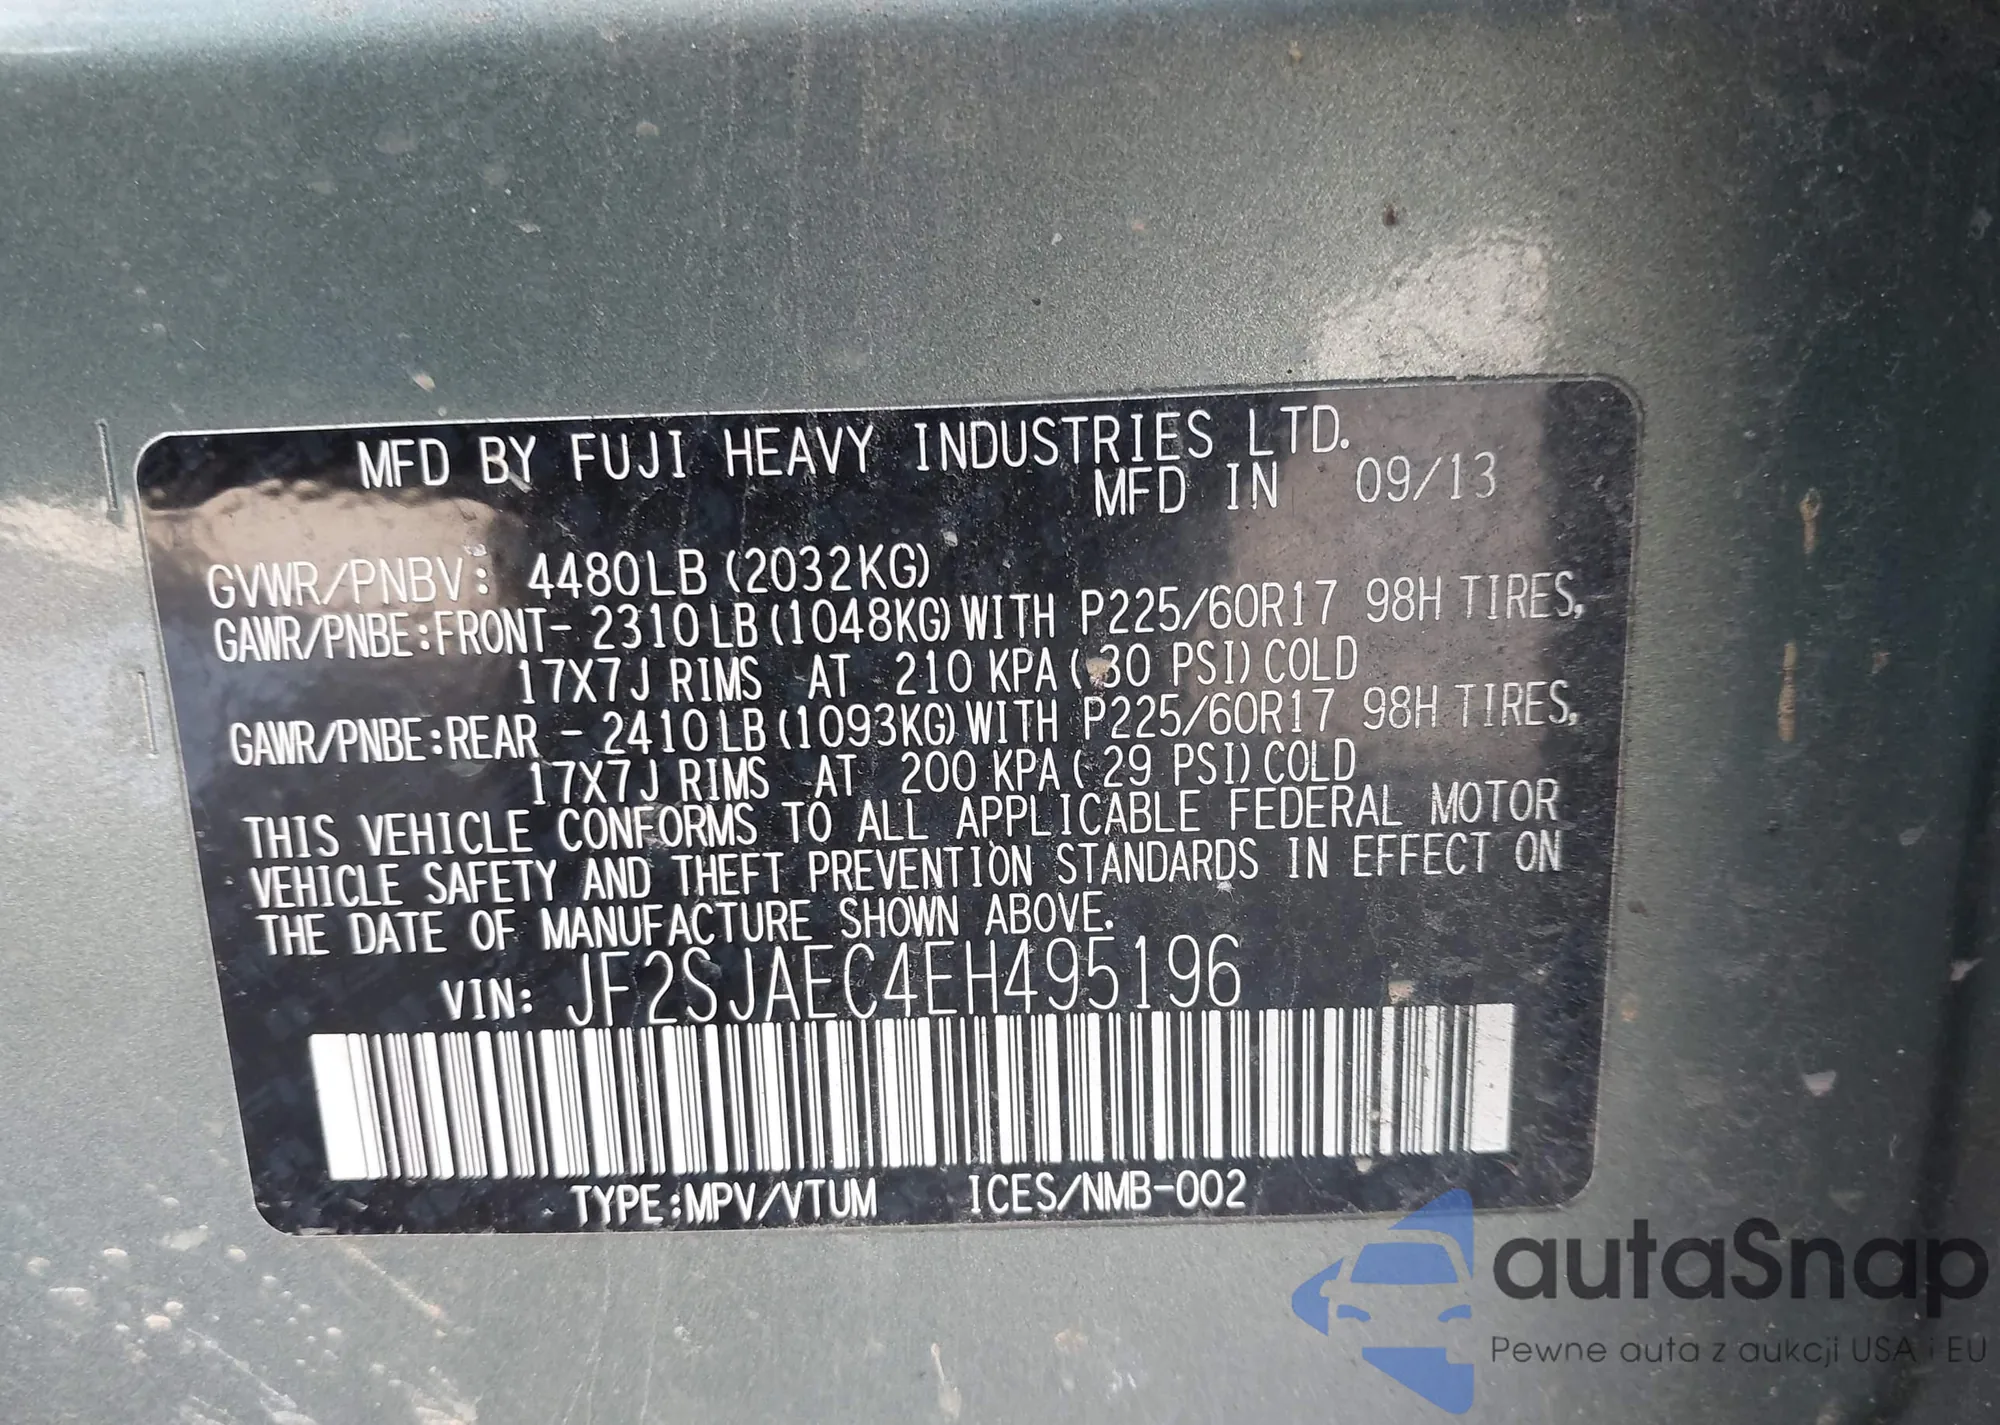 MFD BY FUJI HEAVY INDUSTRIES LTD.
MFD IN 09/13
GVWR/PNBV: 4480LB (2032KG)
GAWR/PNBE:FRONT- 2310LB (1048KG) WITH P225/60R17 98H TIRES,
17X7J RIMS AT 210 KPA ( 30 PSI) COLD
GAWR/PNBE:REAR - 2410LB (1093KG) WITH P225/60R17 98H TIRES,
17X7J RIMS AT 200 KPA ( 29 PSI) COLD
THIS VEHICLE CONFORMS TO ALL APPLICABLE FEDERAL MOTOR
VEHICLE SAFETY AND THEFT PREVENTION STANDARDS IN EFFECT ON
THE DATE OF MANUFACTURE SHOWN ABOVE.
VIN: JF2SJAEC4EH495196
TYPE:MPV/VTUM ICES/NMB-002
autaSnap
Pewne auta z aukcji USA i EU